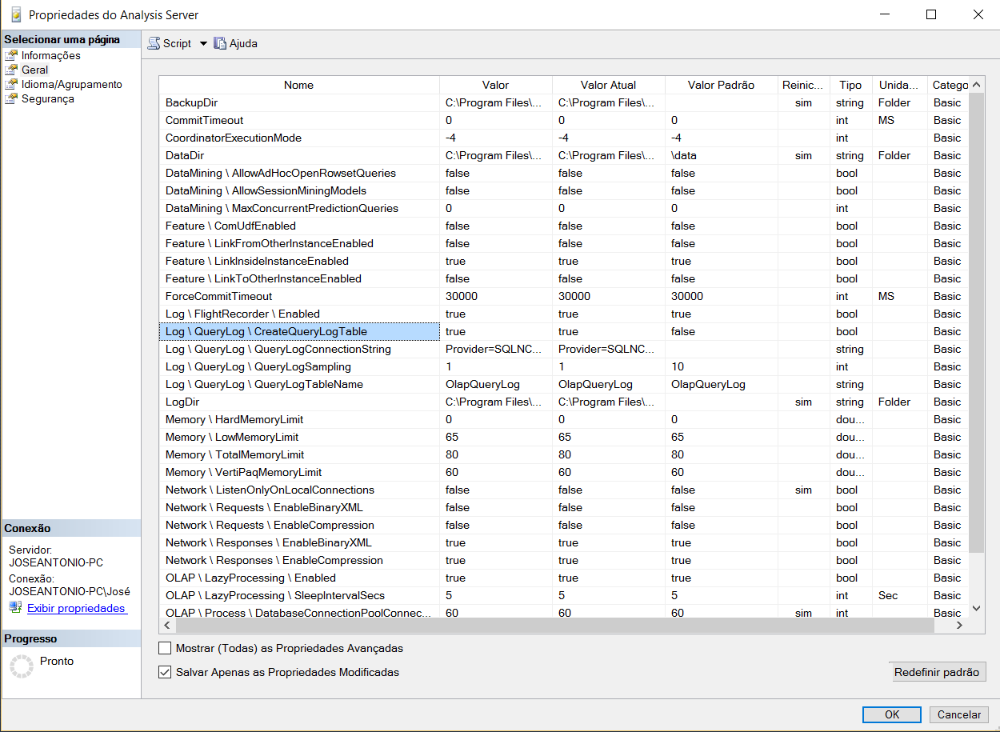 Propriedades do Analysis Server
Selecionar uma página
Informações
Geral
Idioma/Agrupamento
Segurança
Script Ajuda
Nome Valor Valor Atual Valor Padrão Reinic... Tipo Unida... Catego
BackupDir C:\Program Files\... C:\Program Files\... sim string Folder Basic
CommitTimeout 0 0 0 int MS Basic
CoordinatorExecutionMode -4 -4 -4 int Basic
DataDir C:\Program Files\... C:\Program Files\... \data sim string Folder Basic
DataMining \ AllowAdHocOpenRowsetQueries false false false bool Basic
DataMining \ AllowSessionMiningModels false false false bool Basic
DataMining \ MaxConcurrentPredictionQueries 0 0 0 int Basic
Feature \ ComUdfEnabled false false false bool Basic
Feature \ LinkFromOtherInstanceEnabled false false false bool Basic
Feature \ LinkInsideInstanceEnabled true true true bool Basic
Feature \ LinkToOtherInstanceEnabled false false false bool Basic
ForceCommitTimeout 30000 30000 30000 int MS Basic
Log \ FlightRecorder \ Enabled true true true bool Basic
Log \ QueryLog \ CreateQueryLogTable true true false bool Basic
Log \ QueryLog \ QueryLogConnectionString Provider=SQLNC... Provider=SQLNC... string Basic
Log \ QueryLog \ QueryLogSampling 1 1 10 int Basic
Log \ QueryLog \ QueryLogTableName OlapQueryLog OlapQueryLog OlapQueryLog string Basic
LogDir C:\Program Files\... C:\Program Files\... sim string Folder Basic
Memory \ HardMemoryLimit 0 0 0 dou... Basic
Memory \ LowMemoryLimit 65 65 65 dou... Basic
Memory \ TotalMemoryLimit 80 80 80 dou... Basic
Memory \ VertiPaqMemoryLimit 60 60 60 dou... Basic
Network \ ListenOnlyOnLocalConnections false false false sim bool Basic
Network \ Requests \ EnableBinaryXML false false false bool Basic
Network \ Requests \ EnableCompression false false false bool Basic
Network \ Responses \ EnableBinaryXML true true true bool Basic
Network \ Responses \ EnableCompression true true true bool Basic
OLAP \ LazyProcessing \ Enabled true true true bool Basic
OLAP \ LazyProcessing \ SleepIntervalSecs 5 5 5 int Sec Basic
OLAP \ Process \ DatabaseConnectionPoolConnec... 60 60 60 sim int Basic
Conexão
Servidor:
JOSEANTONIO-PC
Conexão:
JOSEANTONIO-PC\José
Exibir propriedades
Progresso
Pronto
Mostrar (Todas) as Propriedades Avançadas
Salvar Apenas as Propriedades Modificadas
Redefinir padrão
OK Cancelar